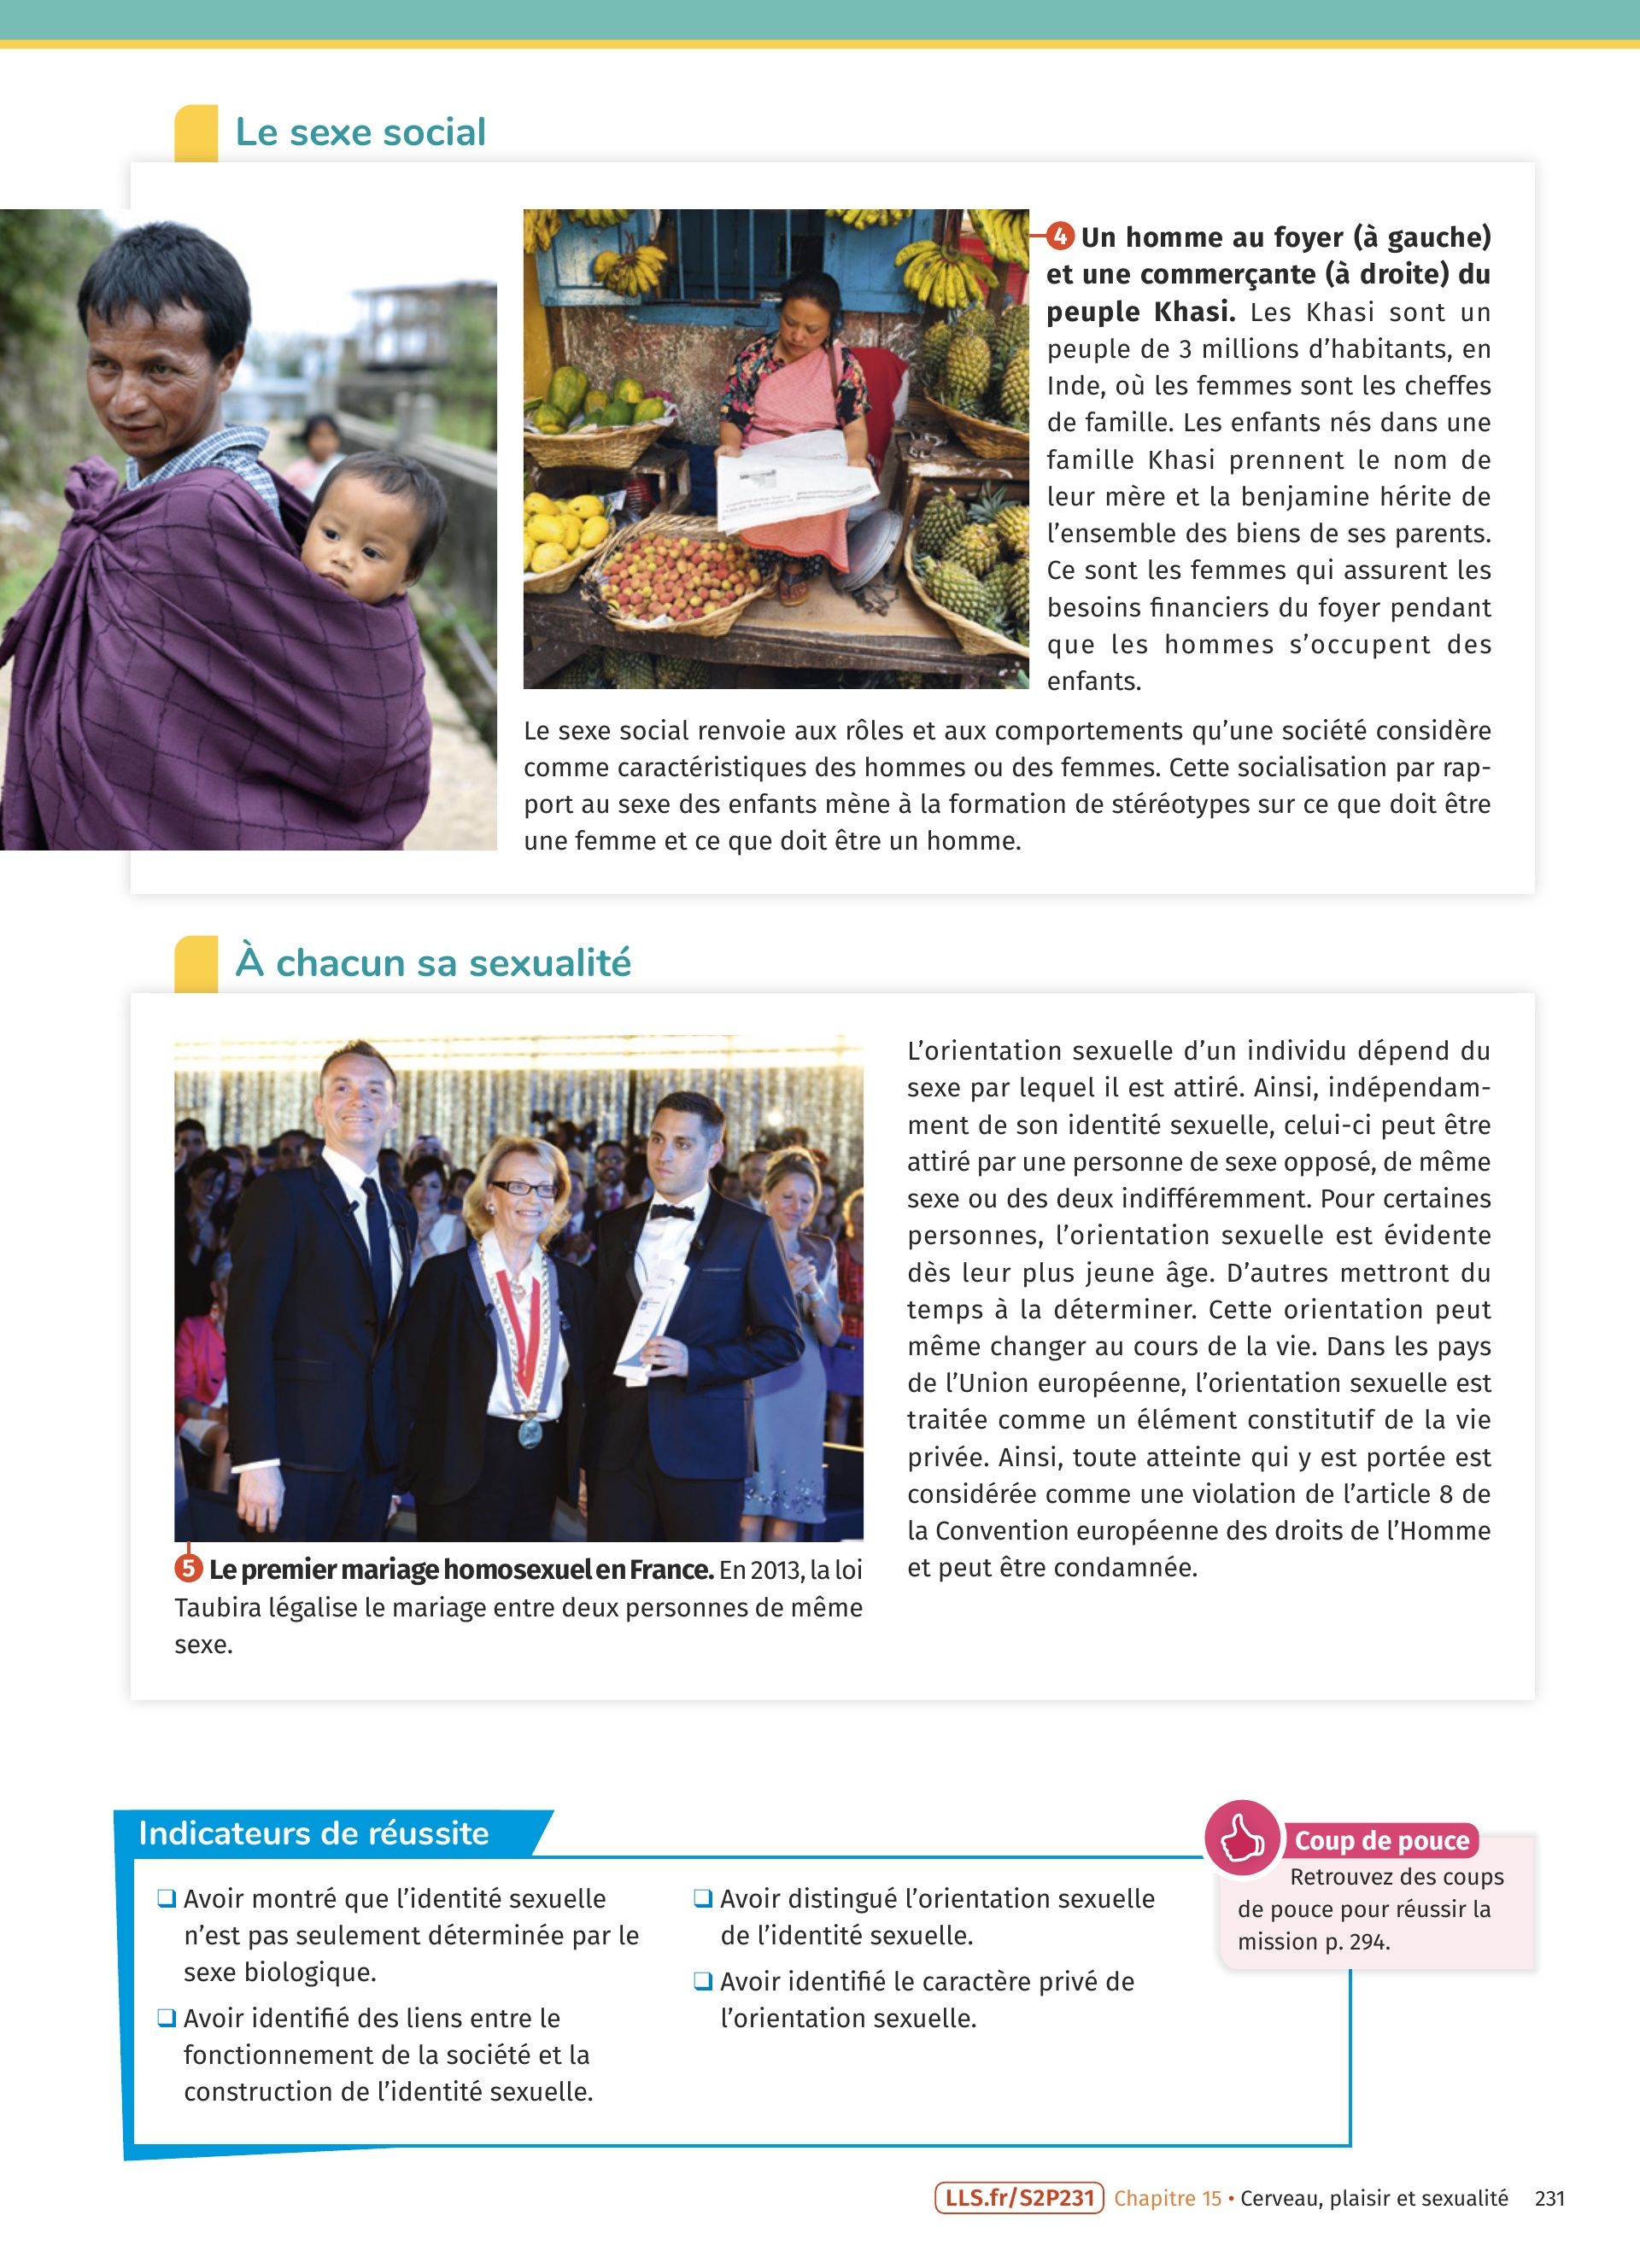 Le sexe social
4 Un homme au foyer (à gauche)
et une commerçante (à droite) du
peuple Khasi. Les Khasi sont un
peuple de 3 millions d’habitants, en
Inde, où les femmes sont les cheffes
de famille. Les enfants nés dans une
famille Khasi prennent le nom de
leur mère et la benjamine hérite de
l’ensemble des biens de ses parents.
Ce sont les femmes qui assurent les
besoins financiers du foyer pendant
que les hommes s’occupent des
enfants.
Le sexe social renvoie aux rôles et aux comportements qu’une société considère
comme caractéristiques des hommes ou des femmes. Cette socialisation par rap-
port au sexe des enfants mène à la formation de stéréotypes sur ce que doit être
une femme et ce que doit être un homme.
À chacun sa sexualité
5 Le premier mariage homosexuel en France. En 2013, la loi
Taubira légalise le mariage entre deux personnes de même
sexe.
L’orientation sexuelle d’un individu dépend du
sexe par lequel il est attiré. Ainsi, indépendam-
ment de son identité sexuelle, celui-ci peut être
attiré par une personne de sexe opposé, de même
sexe ou des deux indifféremment. Pour certaines
personnes, l’orientation sexuelle est évidente
dès leur plus jeune âge. D’autres mettront du
temps à la déterminer. Cette orientation peut
même changer au cours de la vie. Dans les pays
de l’Union européenne, l’orientation sexuelle est
traitée comme un élément constitutif de la vie
privée. Ainsi, toute atteinte qui y est portée est
considérée comme une violation de l’article 8 de
la Convention européenne des droits de l’Homme
et peut être condamnée.
Indicateurs de réussite
❑ Avoir montré que l’identité sexuelle
n’est pas seulement déterminée par le
sexe biologique.
❑ Avoir identifié des liens entre le
fonctionnement de la société et la
construction de l’identité sexuelle.
❑ Avoir distingué l’orientation sexuelle
de l’identité sexuelle.
❑ Avoir identifié le caractère privé de
l’orientation sexuelle.
Coup de pouce
Retrouvez des coups
de pouce pour réussir la
mission p. 294.
LLS.fr/S2P231 Chapitre 15 • Cerveau, plaisir et sexualité 231